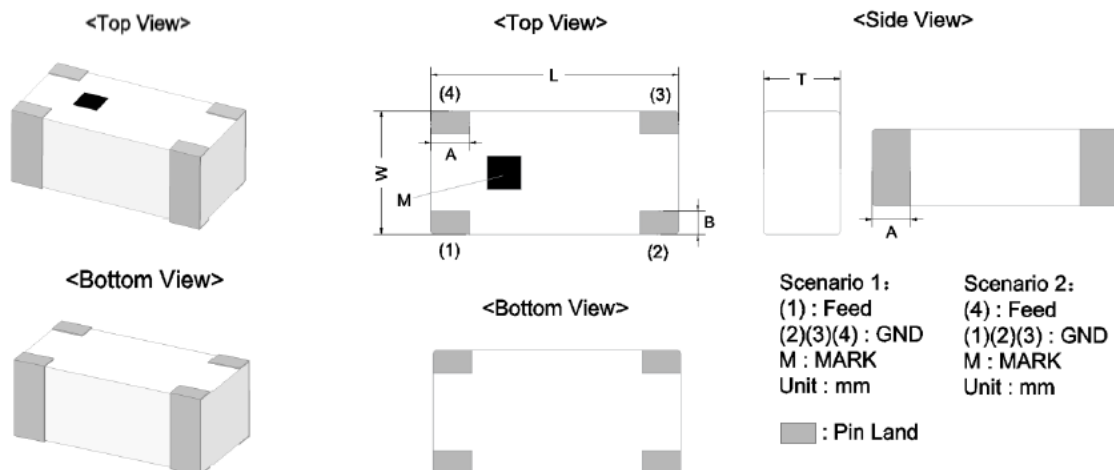 <Top View>
<Top View>
<Side View>
L
T
(4)
(3)
A
W
M
B
A
(1)
(2)
<Bottom View>
<Bottom View>
Scenario 1:
(1) : Feed
(2)(3)(4) : GND
M : MARK
Unit : mm
Scenario 2:
(4) : Feed
(1)(2)(3) : GND
M : MARK
Unit : mm
: Pin Land